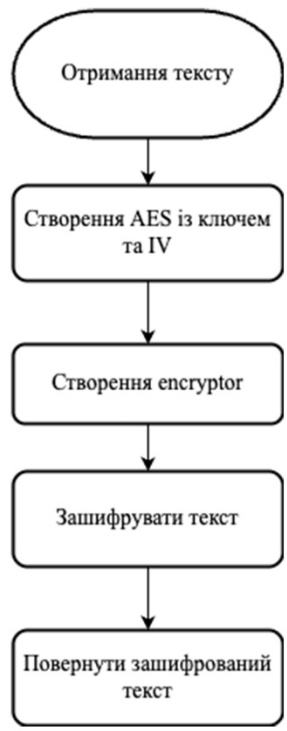 Отримання тексту
Створення AES із ключем
та IV
Створення encryptor
Зашифрувати текст
Повернути зашифрований
текст